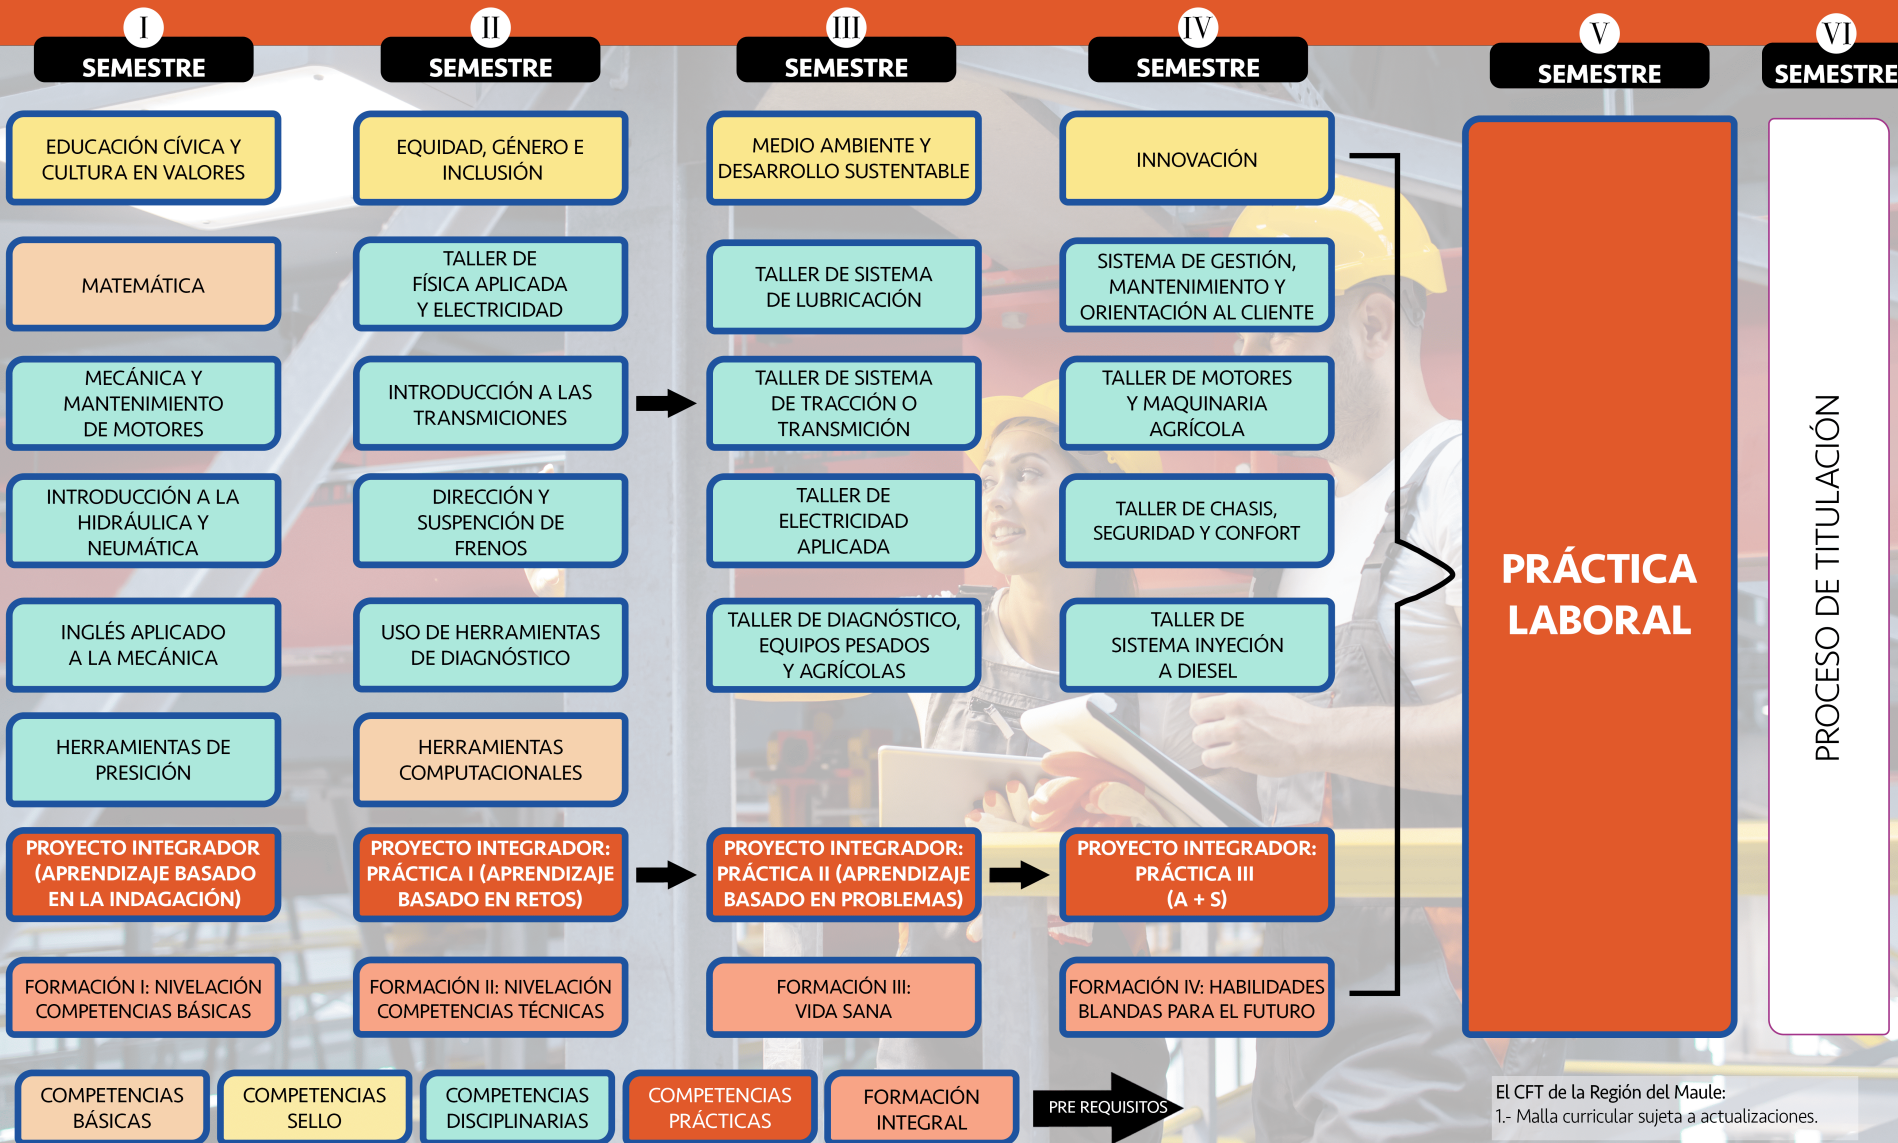 I
SEMESTRE
II
SEMESTRE
III
SEMESTRE
IV
SEMESTRE
V
SEMESTRE
VI
SEMESTRE
EDUCACIÓN CÍVICA Y
CULTURA EN VALORES
EQUIDAD, GÉNERO E
INCLUSIÓN
MEDIO AMBIENTE Y
DESARROLLO SUSTENTABLE
INNOVACIÓN
MATEMÁTICA
TALLER DE
FÍSICA APLICADA
Y ELECTRICIDAD
TALLER DE SISTEMA
DE LUBRICACIÓN
SISTEMA DE GESTIÓN,
MANTENIMIENTO Y
ORIENTACIÓN AL CLIENTE
MECÁNICA Y
MANTENIMIENTO
DE MOTORES
INTRODUCCIÓN A LAS
TRANSMICIONES
TALLER DE SISTEMA
DE TRACCIÓN O
TRANSMICIÓN
TALLER DE MOTORES
Y MAQUINARIA
AGRÍCOLA
INTRODUCCIÓN A LA
HIDRÁULICA Y
NEUMÁTICA
DIRECCIÓN Y
SUSPENCIÓN DE
FRENOS
TALLER DE
ELECTRICIDAD
APLICADA
TALLER DE CHASIS,
SEGURIDAD Y CONFORT
INGLÉS APLICADO
A LA MECÁNICA
USO DE HERRAMIENTAS
DE DIAGNÓSTICO
TALLER DE DIAGNÓSTICO,
EQUIPOS PESADOS
Y AGRÍCOLAS
TALLER DE
SISTEMA INYECIÓN
A DIESEL
HERRAMIENTAS DE
PRESICIÓN
HERRAMIENTAS
COMPUTACIONALES
PROYECTO INTEGRADOR
(APRENDIZAJE BASADO
EN LA INDAGACIÓN)
PROYECTO INTEGRADOR:
PRÁCTICA I (APRENDIZAJE
BASADO EN RETOS)
PROYECTO INTEGRADOR:
PRÁCTICA II (APRENDIZAJE
BASADO EN PROBLEMAS)
PROYECTO INTEGRADOR:
PRÁCTICA III
(A + S)
FORMACIÓN I: NIVELACIÓN
COMPETENCIAS BÁSICAS
FORMACIÓN II: NIVELACIÓN
COMPETENCIAS TÉCNICAS
FORMACIÓN III:
VIDA SANA
FORMACIÓN IV: HABILIDADES
BLANDAS PARA EL FUTURO
PRÁCTICA
LABORAL
PROCESO DE TITULACIÓN
COMPETENCIAS
BÁSICAS
COMPETENCIAS
SELLO
COMPETENCIAS
DISCIPLINARIAS
COMPETENCIAS
PRÁCTICAS
FORMACIÓN
INTEGRAL
PRE REQUISITOS
El CFT de la Región del Maule:
1.- Malla curricular sujeta a actualizaciones.